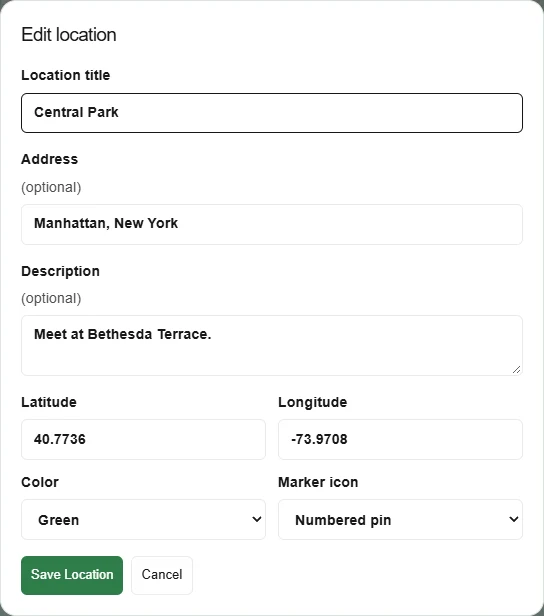 Edit location
Location title
Central Park
Address
(optional)
Manhattan, New York
Description
(optional)
Meet at Bethesda Terrace.
Latitude
Longitude
40.7736
-73.9708
Color
Marker icon
Green
Numbered pin
Save Location
Cancel